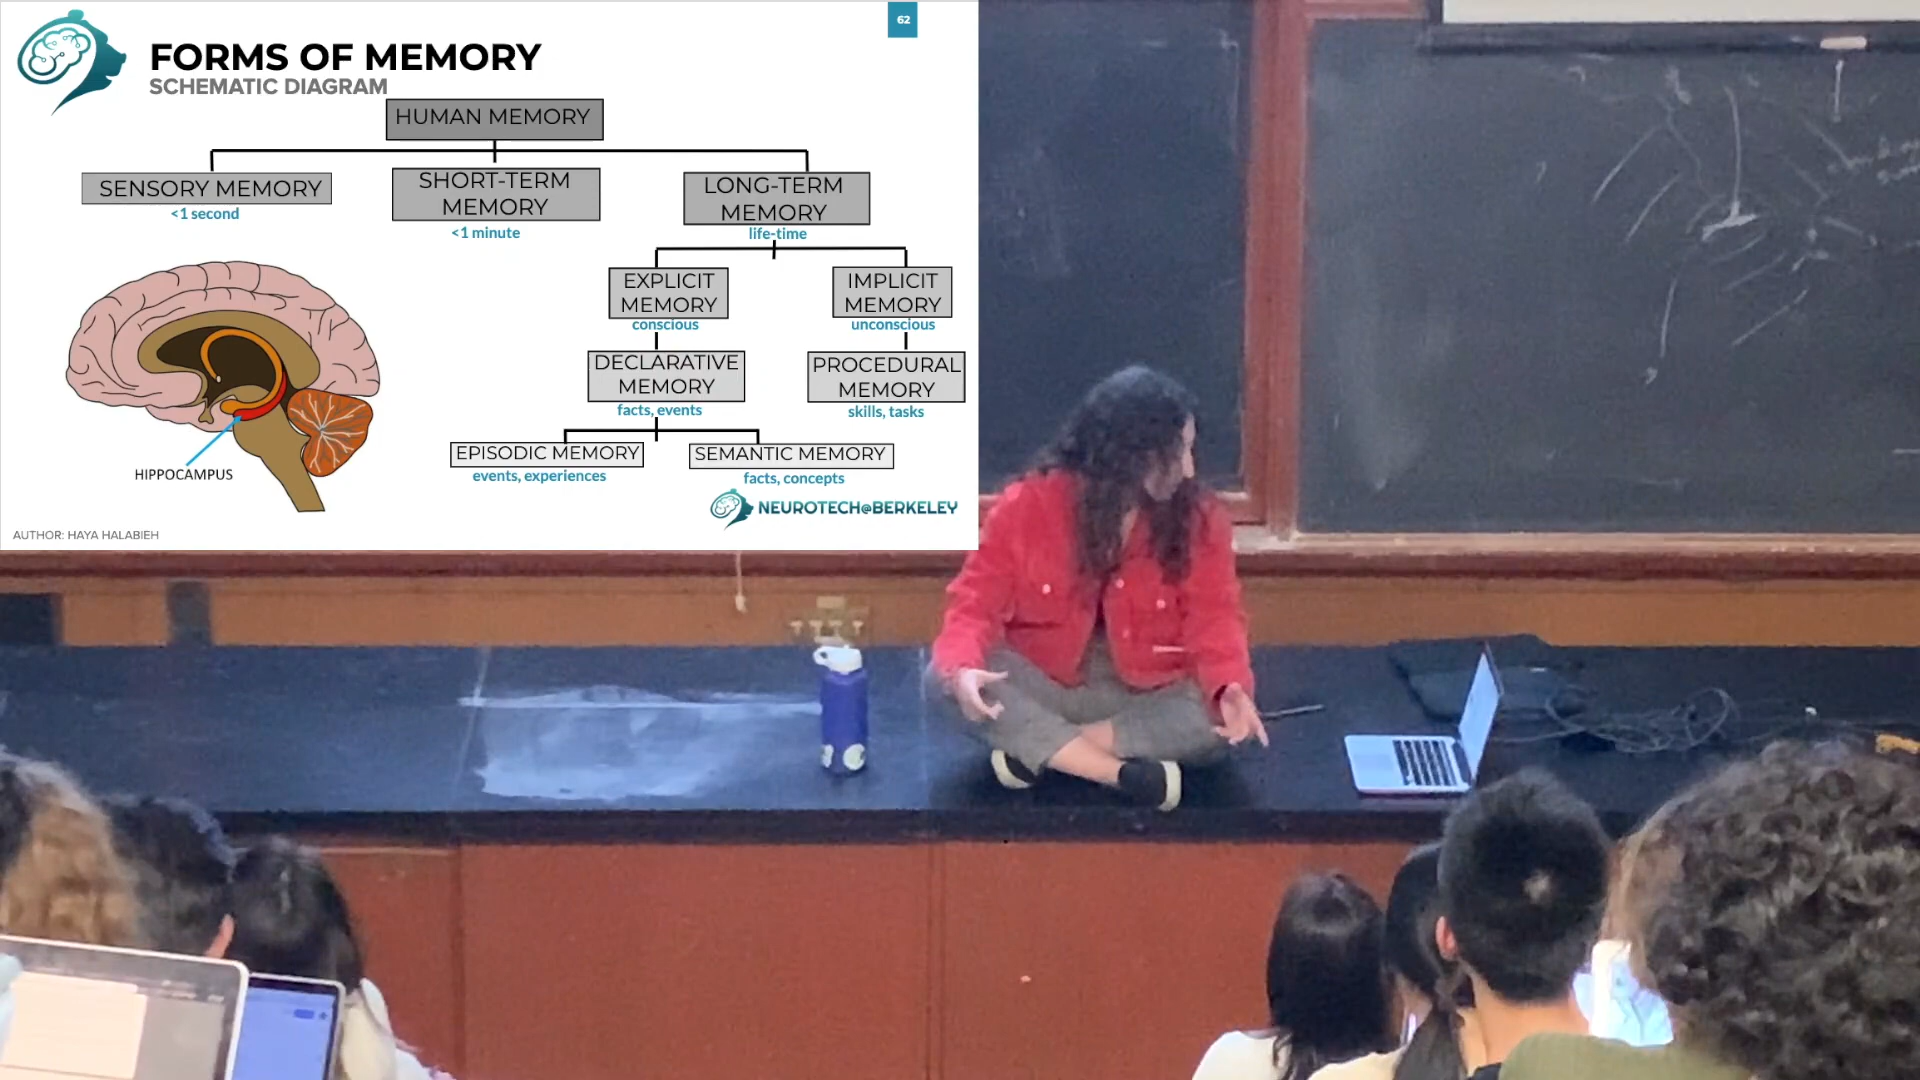 62
FORMS OF MEMORY
SCHEMATIC DIAGRAM
HUMAN MEMORY
SENSORY MEMORY
<1 second
SHORT-TERM
MEMORY
<1 minute
LONG-TERM
MEMORY
life-time
EXPLICIT
MEMORY
conscious
IMPLICIT
MEMORY
unconscious
DECLARATIVE
MEMORY
facts, events
PROCEDURAL
MEMORY
skills, tasks
EPISODIC MEMORY
events, experiences
SEMANTIC MEMORY
facts, concepts
HIPPOCAMPUS
NEUROTECH@BERKELEY
AUTHOR: HAYA HALABIEH